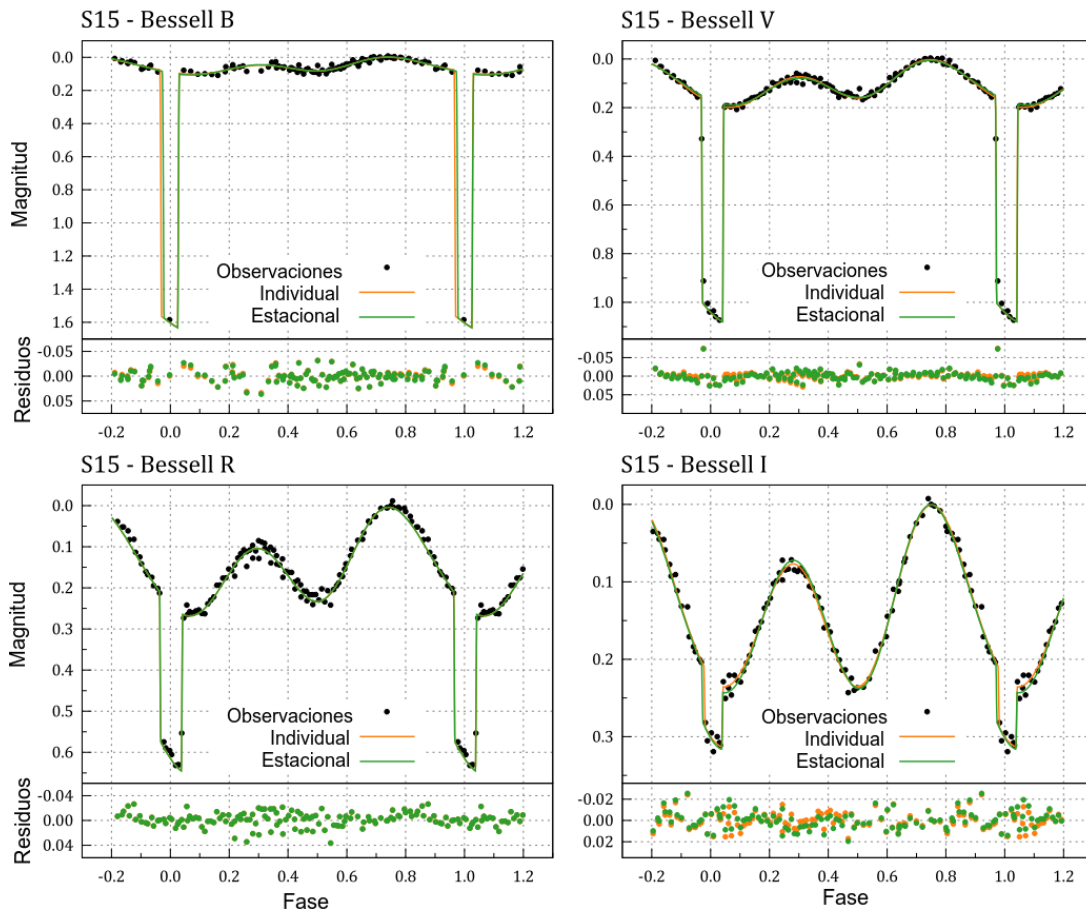 S15 - Bessell B
0.0
0.2
0.4
0.6
0.8
1.0
1.2
1.4
1.6
Magnitud
Observaciones
Individual
Estacional
-0.05
0.00
0.05
Residuos
-0.2 0.0 0.2 0.4 0.6 0.8 1.0 1.2
S15 - Bessell V
0.0
0.2
0.4
0.6
0.8
1.0
Observaciones
Individual
Estacional
-0.05
0.00
0.05
-0.2 0.0 0.2 0.4 0.6 0.8 1.0 1.2
S15 - Bessell R
0.0
0.1
0.2
0.3
0.4
0.5
0.6
Magnitud
Observaciones
Individual
Estacional
-0.04
0.00
0.04
Residuos
-0.2 0.0 0.2 0.4 0.6 0.8 1.0 1.2
Fase
S15 - Bessell I
0.0
0.1
0.2
0.3
Observaciones
Individual
Estacional
-0.02
0.00
0.02
-0.2 0.0 0.2 0.4 0.6 0.8 1.0 1.2
Fase